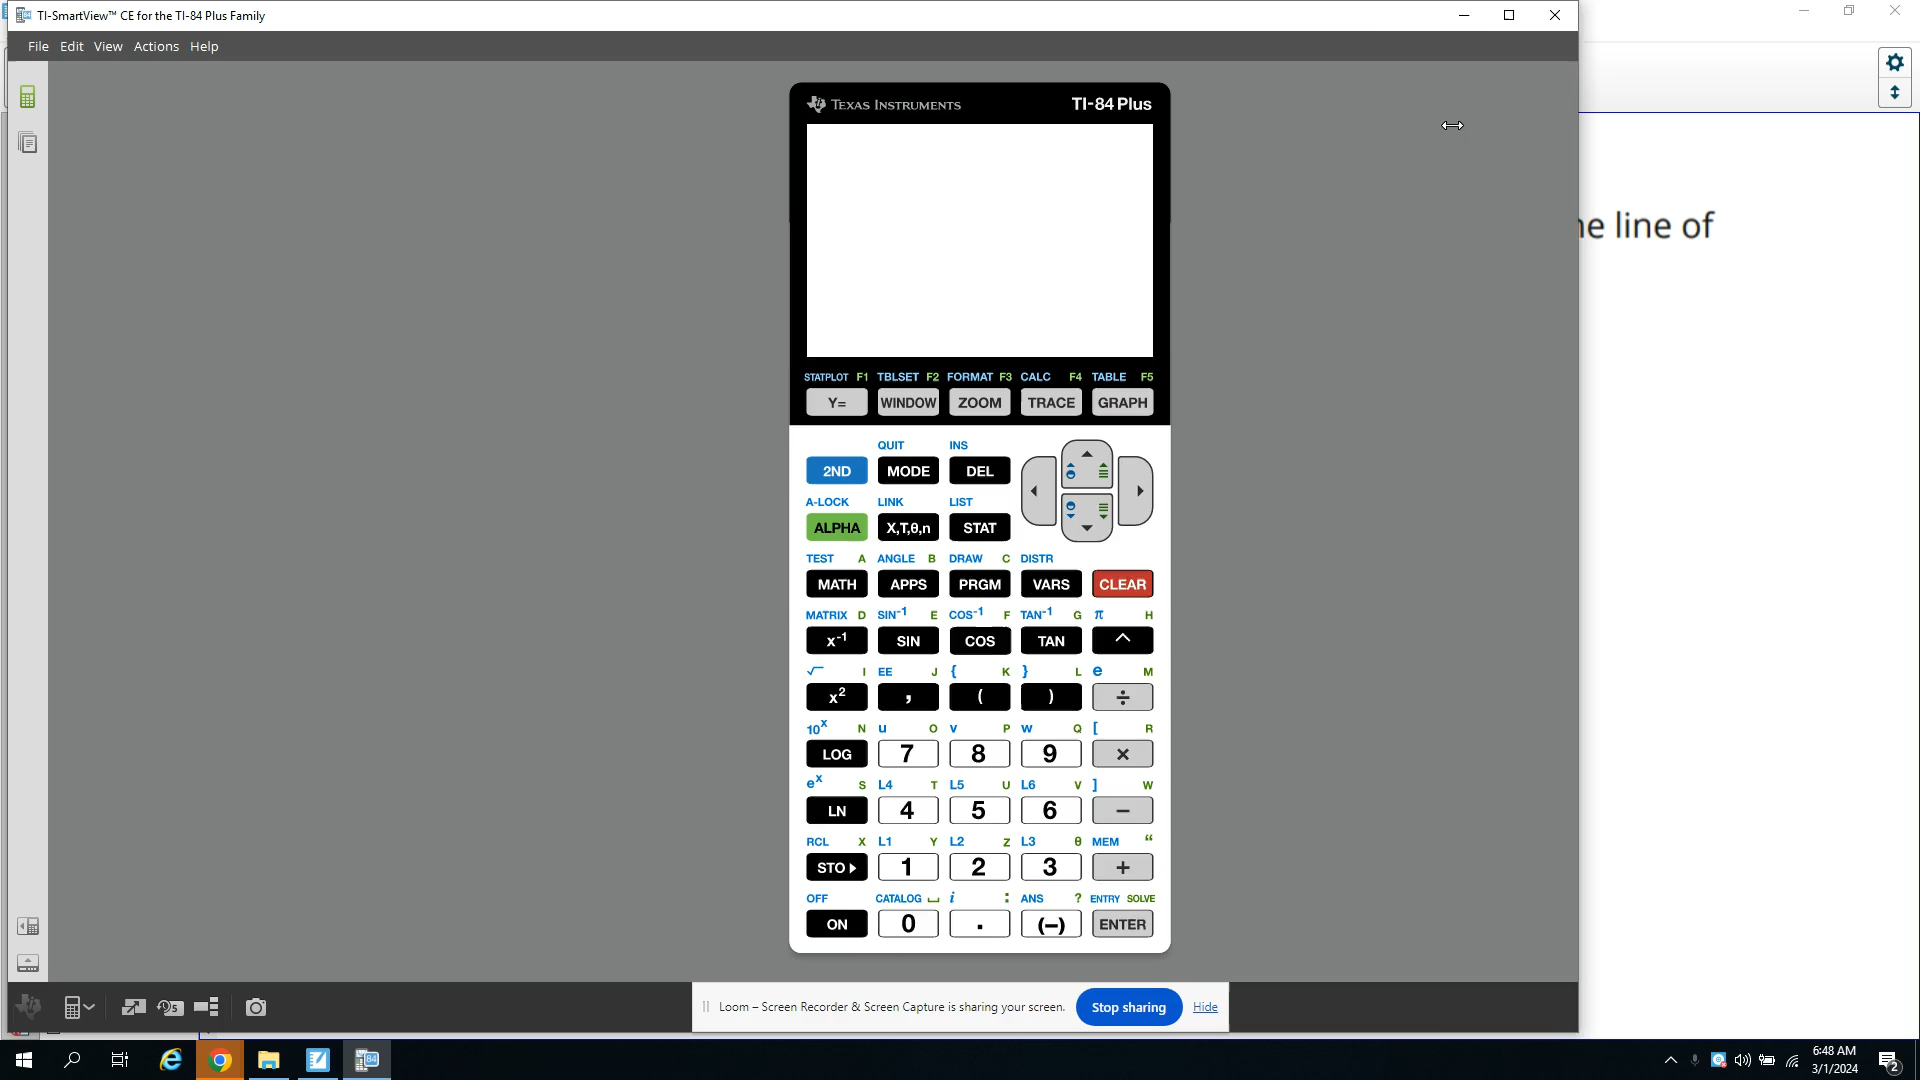 TI-SmartView™ CE for the TI-84 Plus Family
File Edit View Actions Help
TEXAS INSTRUMENTS TI-84 Plus
he line of
STATPLOT F1 TBLSET F2 FORMAT F3 CALC F4 TABLE F5
Y= WINDOW ZOOM TRACE GRAPH
QUIT INS
2ND MODE DEL
A-LOCK LINK LIST
ALPHA X,T,θ,n STAT
TEST A ANGLE B DRAW C DISTR
MATH APPS PRGM VARS CLEAR
MATRIX D SIN⁻¹ E COS⁻¹ F TAN⁻¹ G π H
x⁻¹ SIN COS TAN ^
√ I EE J { K } L e M
x² , ( ) ÷
10ˣ N u O v P w Q [ R
LOG 7 8 9 ×
eˣ S L4 T L5 U L6 V ] W
LN 4 5 6 −
RCL X L1 Y L2 Z L3 θ MEM “
STO▸ 1 2 3 +
OFF CATALOG ⎵ i : ANS ? ENTRY SOLVE
ON 0 . (–) ENTER
Loom – Screen Recorder & Screen Capture is sharing your screen. Stop sharing Hide
84
6:48 AM
3/1/2024
2